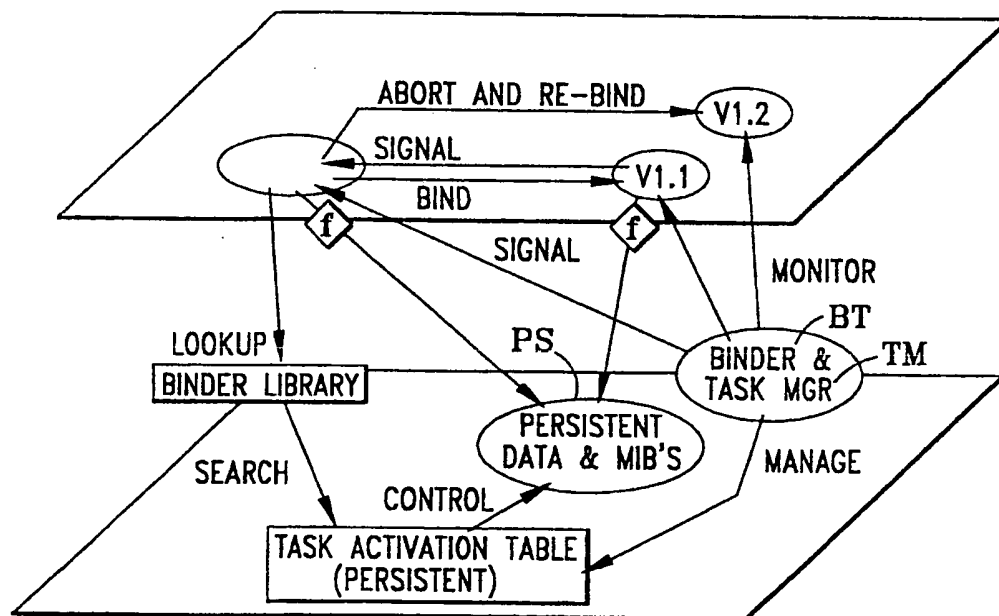 ABORT AND RE-BIND
V1.2
SIGNAL
V1.1
BIND
f
f
SIGNAL
MONITOR
BT
PS
LOOKUP
BINDER &
TM
BINDER LIBRARY
TASK MGR
PERSISTENT
DATA & MIB'S
SEARCH
MANAGE
CONTROL
TASK ACTIVATION TABLE
(PERSISTENT)